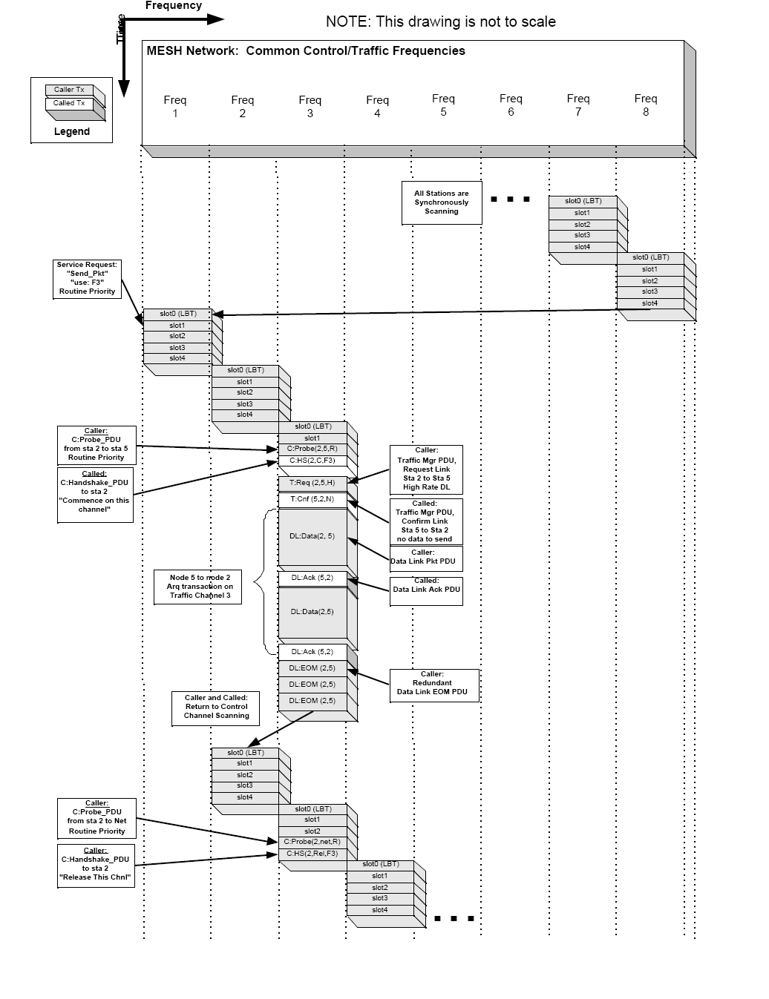 Frequency
Time
NOTE: This drawing is not to scale
MESH Network:  Common Control/Traffic Frequencies
Freq 1
Freq 2
Freq 3
Freq 4
Freq 5
Freq 6
Freq 7
Freq 8
Caller Tx
Called Tx
Legend
All Stations are
Synchronously
Scanning
slot0 (LBT)
slot1
slot2
slot3
slot4
slot0 (LBT)
slot1
slot2
slot3
slot4
Service Request:
"Send_Pkt"
"use: F3"
Routine Priority
slot0 (LBT)
slot1
slot2
slot3
slot4
slot0 (LBT)
slot1
slot2
slot3
slot4
slot0 (LBT)
slot1
C:Probe(2,5,R)
C:HS(2,C,F3)
Caller:
C:Probe_PDU
from sta 2 to sta 5
Routine Priority
Called:
C:Handshake_PDU
to sta 2
"Commence on this
channel"
T:Req (2,5,H)
T:Cnf (5,2,N)
DL:Data(2, 5)
DL:Ack (5,2)
DL:Data(2,5)
DL:Ack (5,2)
DL:EOM (2,5)
DL:EOM (2,5)
DL:EOM (2,5)
Caller:
Traffic Mgr PDU,
Request Link
Sta 2 to Sta 5
High Rate DL
Called:
Traffic Mgr PDU,
Confirm Link
Sta 5 to Sta 2
no data to send
Caller:
Data Link Pkt PDU
Called:
Data Link Ack PDU
Node 5 to node 2
Arq transaction on
Traffic Channel 3
Caller:
Redundant
Data Link EOM PDU
Caller and Called:
Return to Control
Channel Scanning
slot0 (LBT)
slot1
slot2
slot3
slot4
slot0 (LBT)
slot1
slot2
C:Probe(2,net,R)
C:HS(2,Rel,F3)
Caller:
C:Probe_PDU
from sta 2 to Net
Routine Priority
Caller:
C:Handshake_PDU
to sta 2
"Release This Chnl"
slot0 (LBT)
slot1
slot2
slot3
slot4